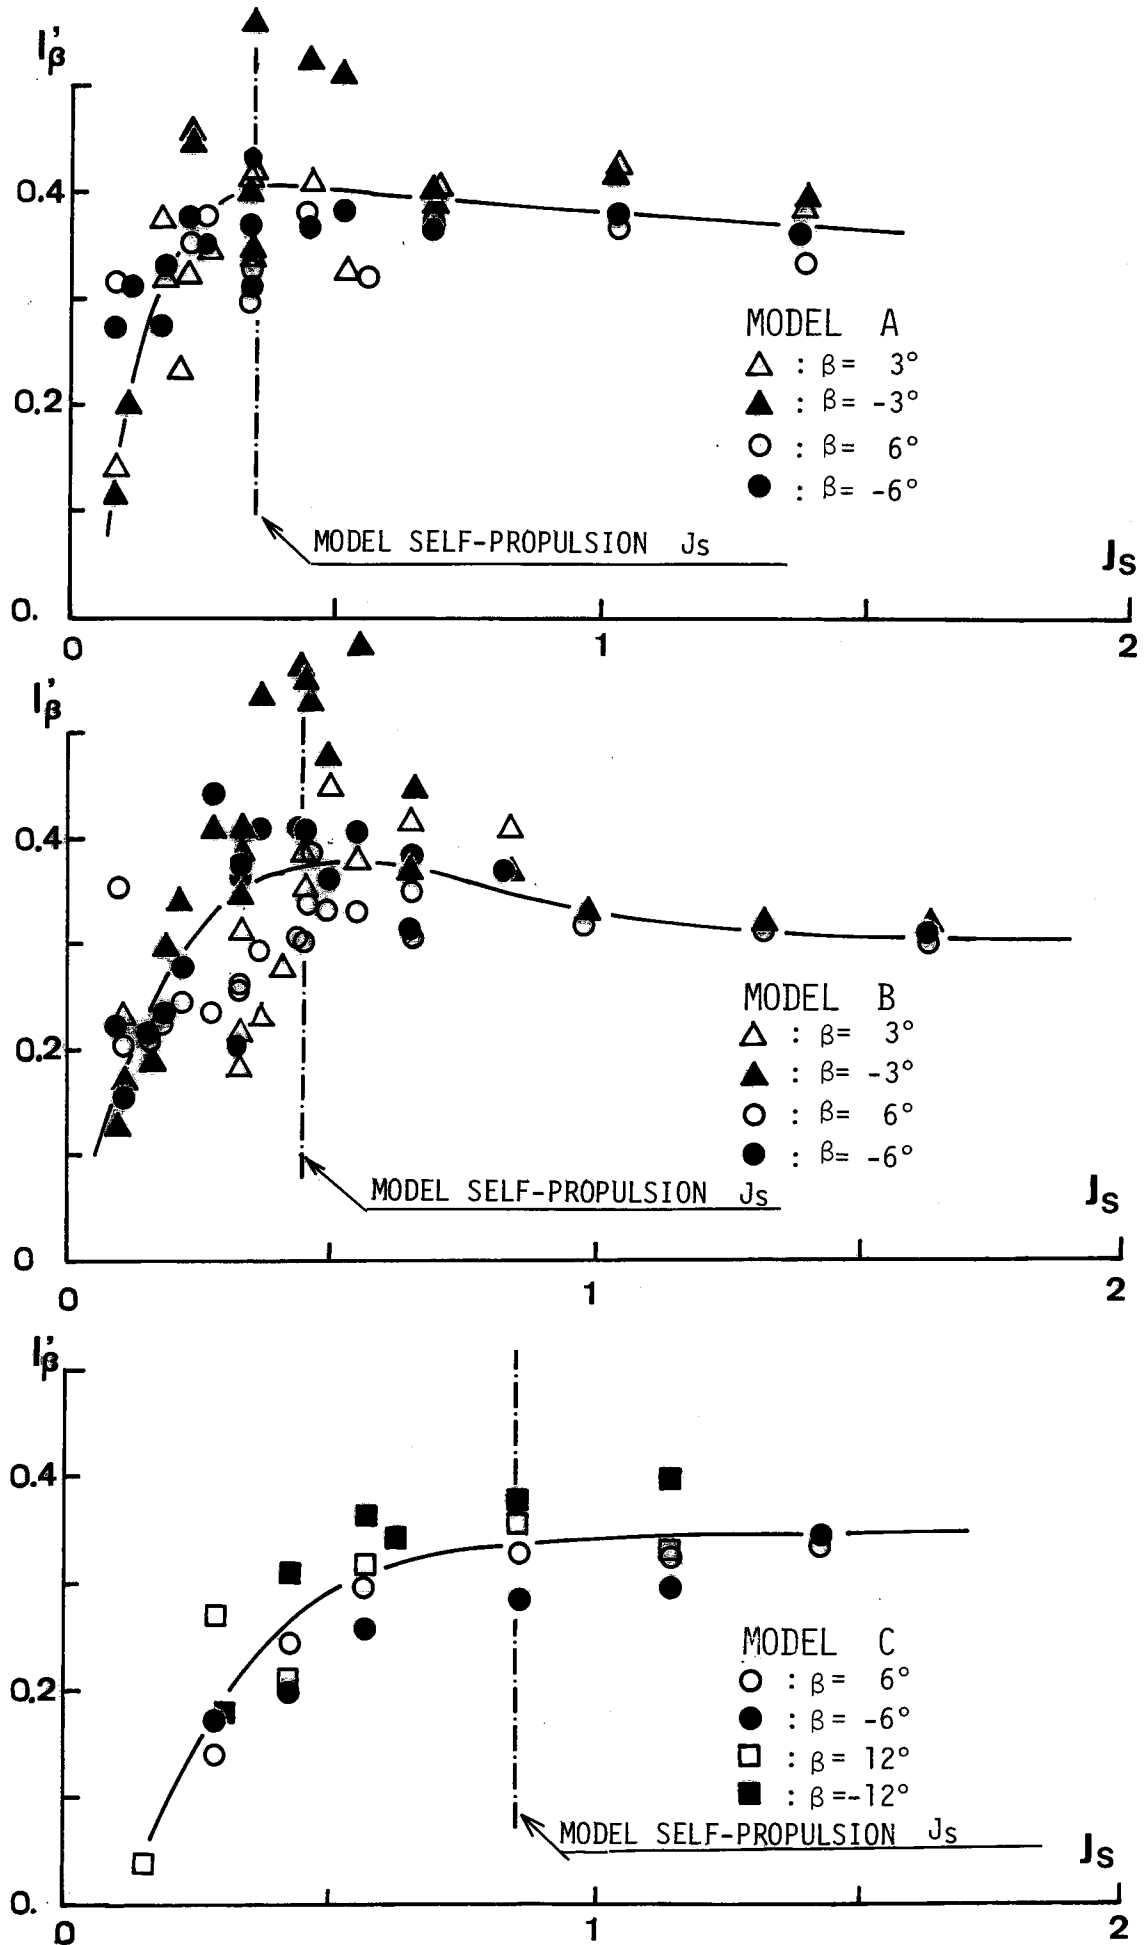 I'β
0.4
0.2
0.
MODEL A
△ : β= 3°
▲ : β= -3°
○ : β= 6°
● : β= -6°
MODEL SELF-PROPULSION Js
Js
0 1 2
I'β
0.4
0.2
0
MODEL B
△ : β= 3°
▲ : β= -3°
○ : β= 6°
● : β= -6°
MODEL SELF-PROPULSION Js
Js
0 1 2
I'β
0.4
0.2
0.
MODEL C
○ : β= 6°
● : β= -6°
□ : β= 12°
■ : β=-12°
MODEL SELF-PROPULSION Js
Js
0 1 2